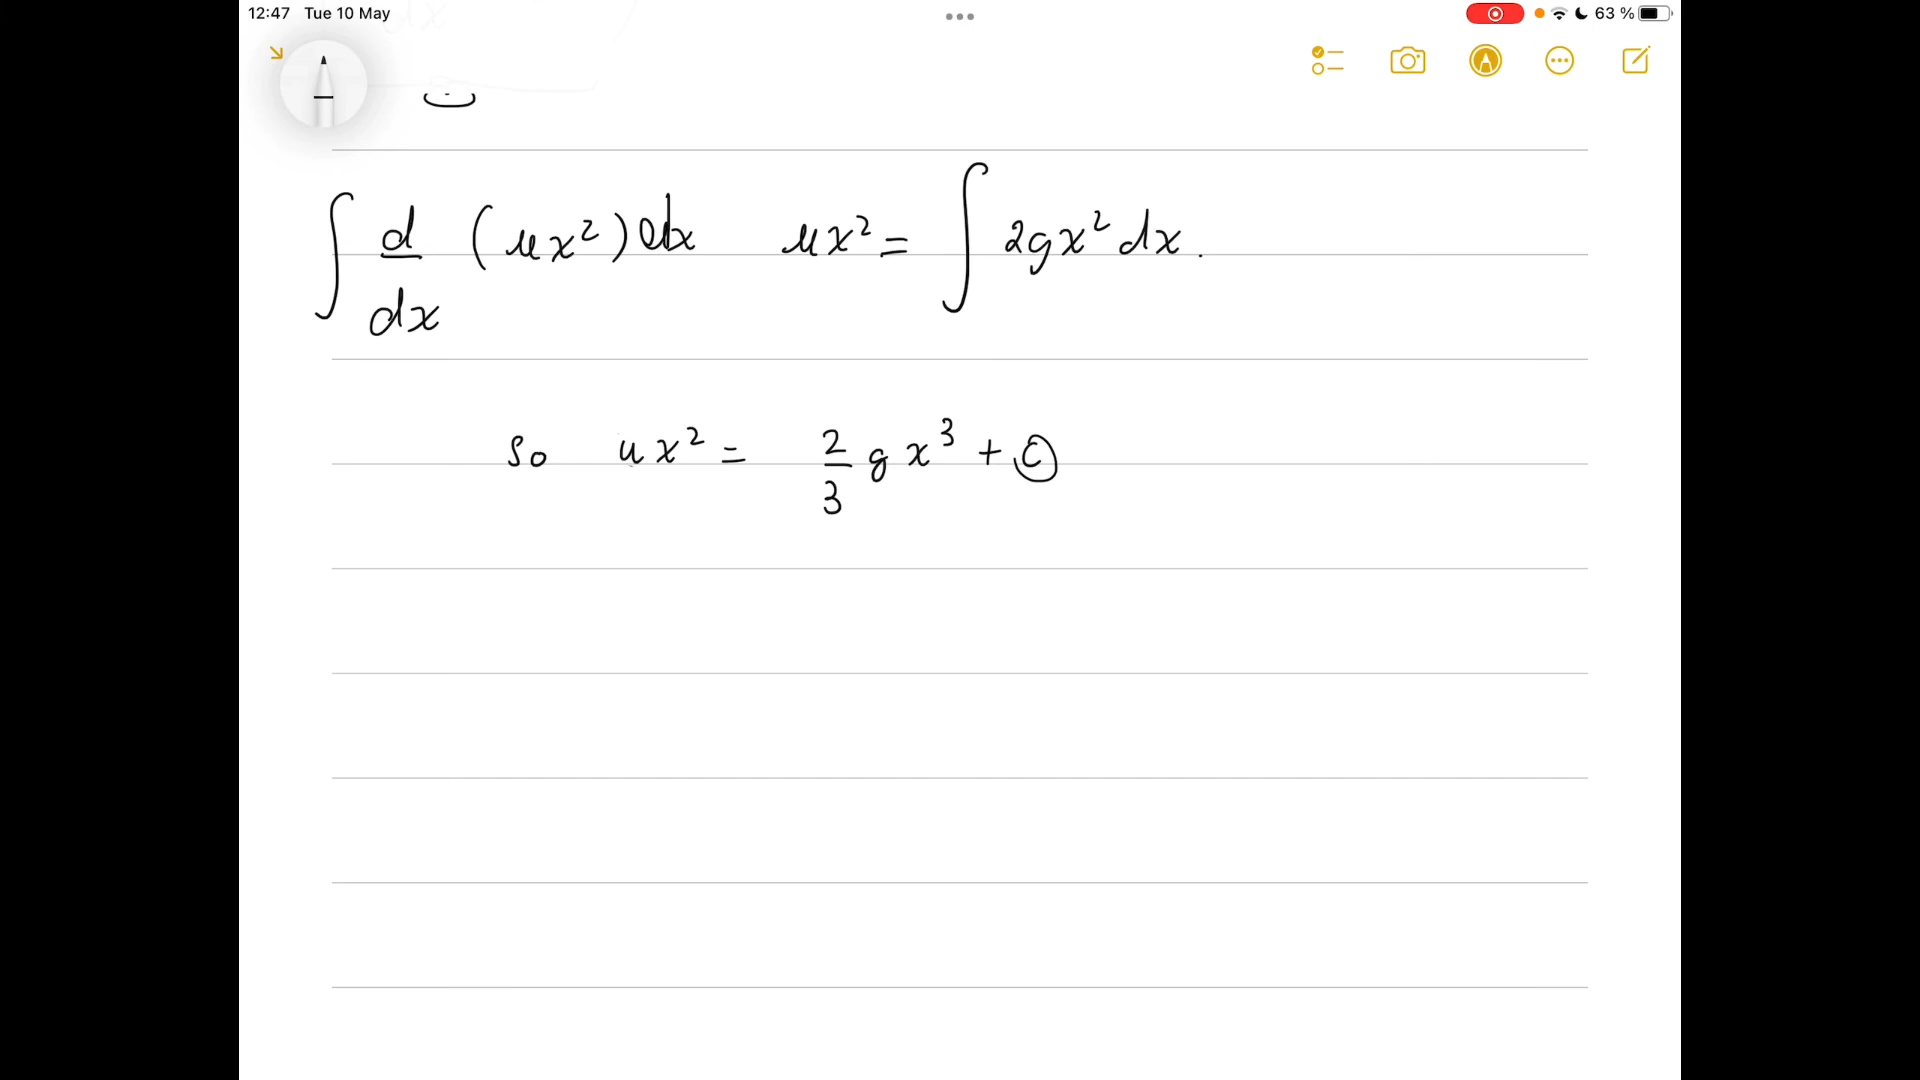 12:47 Tue 10 May 63 %
∫ d/dx (ux²) dx ux² = ∫ 2gx² dx.
So ux² = 2/3 g x³ + c